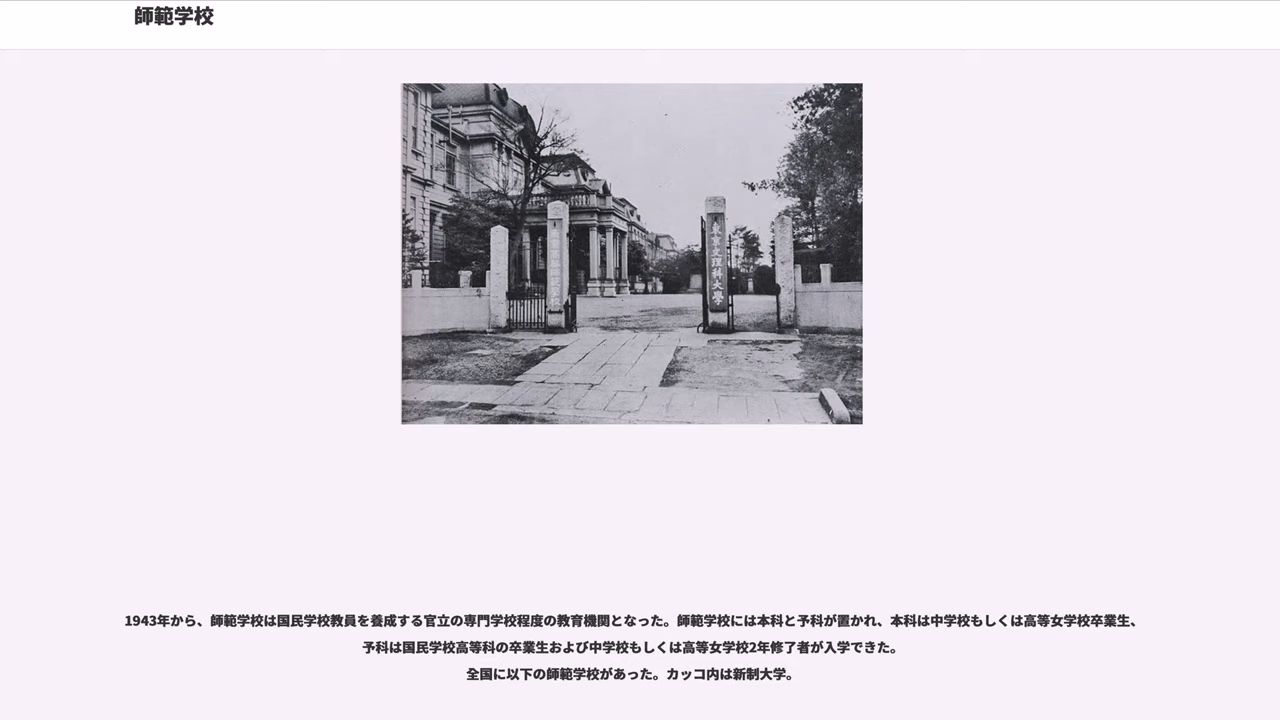 師範学校
東京文理科大學
1943年から、師範学校は国民学校教員を養成する官立の専門学校程度の教育機関となった。師範学校には本科と予科が置かれ、本科は中学校もしくは高等女学校卒業生、
予科は国民学校高等科の卒業生および中学校もしくは高等女学校2年修了者が入学できた。
全国に以下の師範学校があった。カッコ内は新制大学。